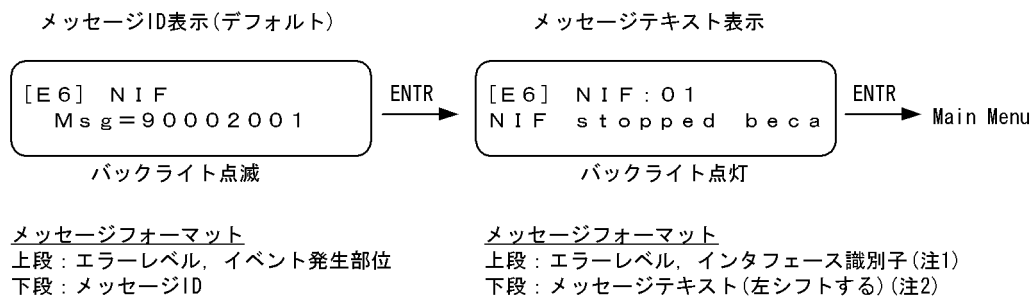 メッセージID表示(デフォルト)
[E6] NIF
Msg=90002001
バックライト点滅
ENTR
メッセージテキスト表示
[E6] NIF:01
NIF stopped beca
バックライト点灯
ENTR
Main Menu
メッセージフォーマット
上段:エラーレベル, イベント発生部位
下段:メッセージID
メッセージフォーマット
上段:エラーレベル, インタフェース識別子(注1)
下段:メッセージテキスト(左シフトする)(注2)